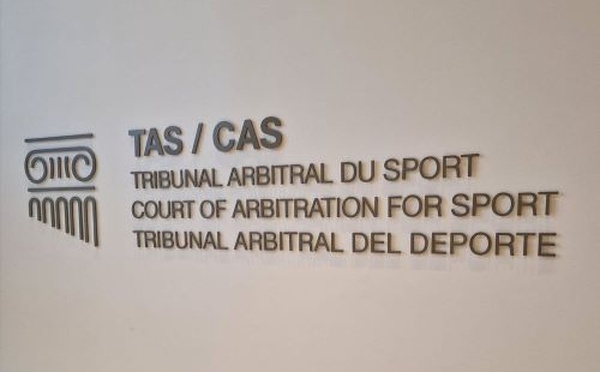 TAS / CAS
TRIBUNAL ARBITRAL DU SPORT
COURT OF ARBITRATION FOR SPORT
TRIBUNAL ARBITRAL DEL DEPORTE